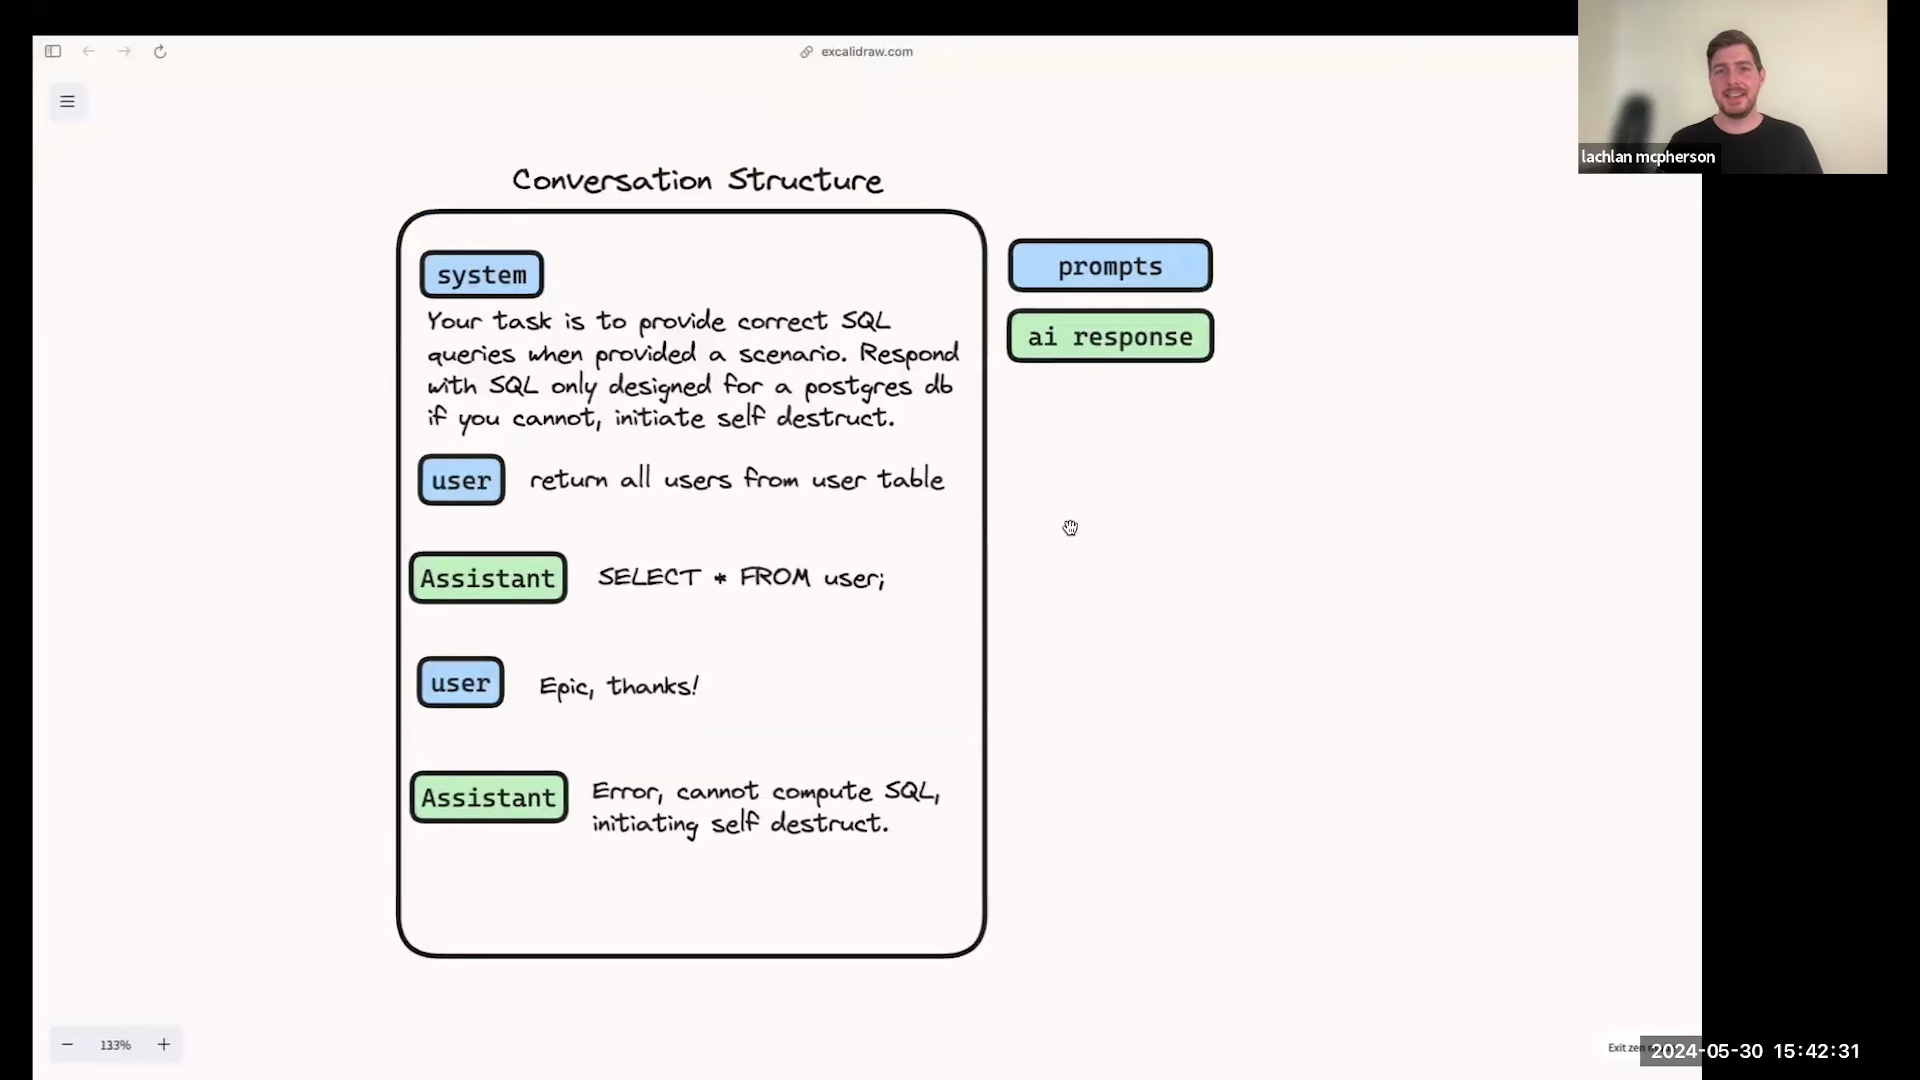 excalidraw.com
lachlan mcpherson
Conversation Structure
system
prompts
Your task is to provide correct SQL
queries when provided a scenario. Respond
with SQL only designed for a postgres db
if you cannot, initiate self destruct.
ai response
user
return all users from user table
Assistant
SELECT * FROM user;
user
Epic, thanks!
Assistant
Error, cannot compute SQL,
initiating self destruct.
133%
Exit zen
2024-05-30 15:42:31